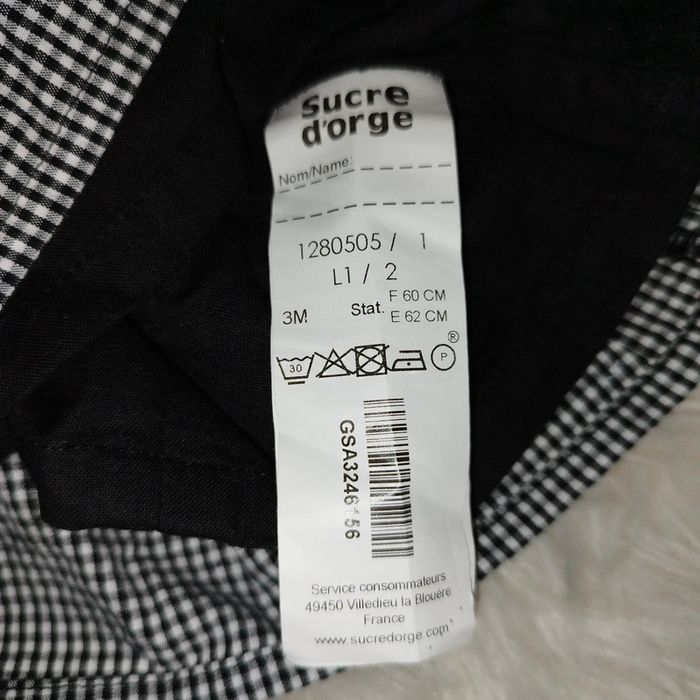 Sucre
d'orge
Nom/Name:
1280505 / 1
L1 / 2
3M Stat. F 60 CM
E 62 CM
30 P ®
Service consommateurs
49450 Villedieu la Blouère
France
www.sucredorge.com